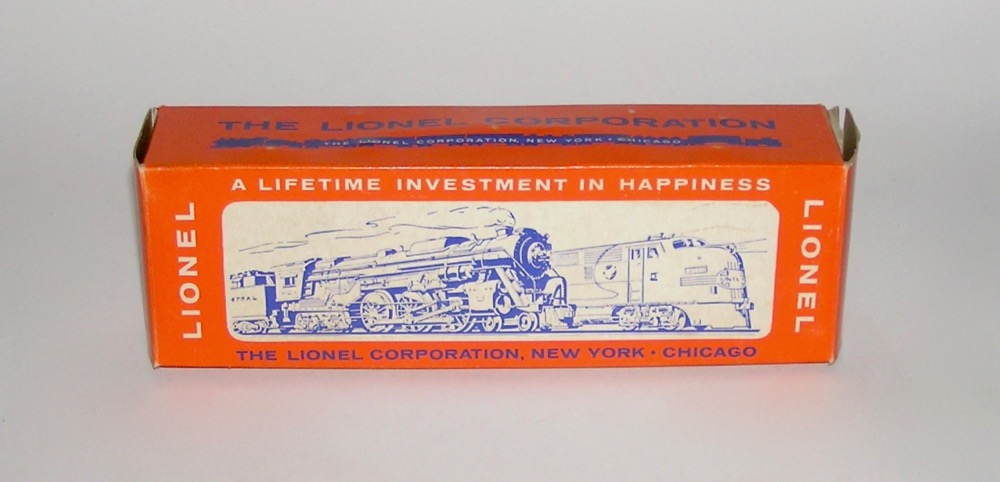 THE LIONEL CORPORATION
THE LIONEL CORPORATION, NEW YORK • CHICAGO
A LIFETIME INVESTMENT IN HAPPINESS
LIONEL
LIONEL
THE LIONEL CORPORATION, NEW YORK • CHICAGO